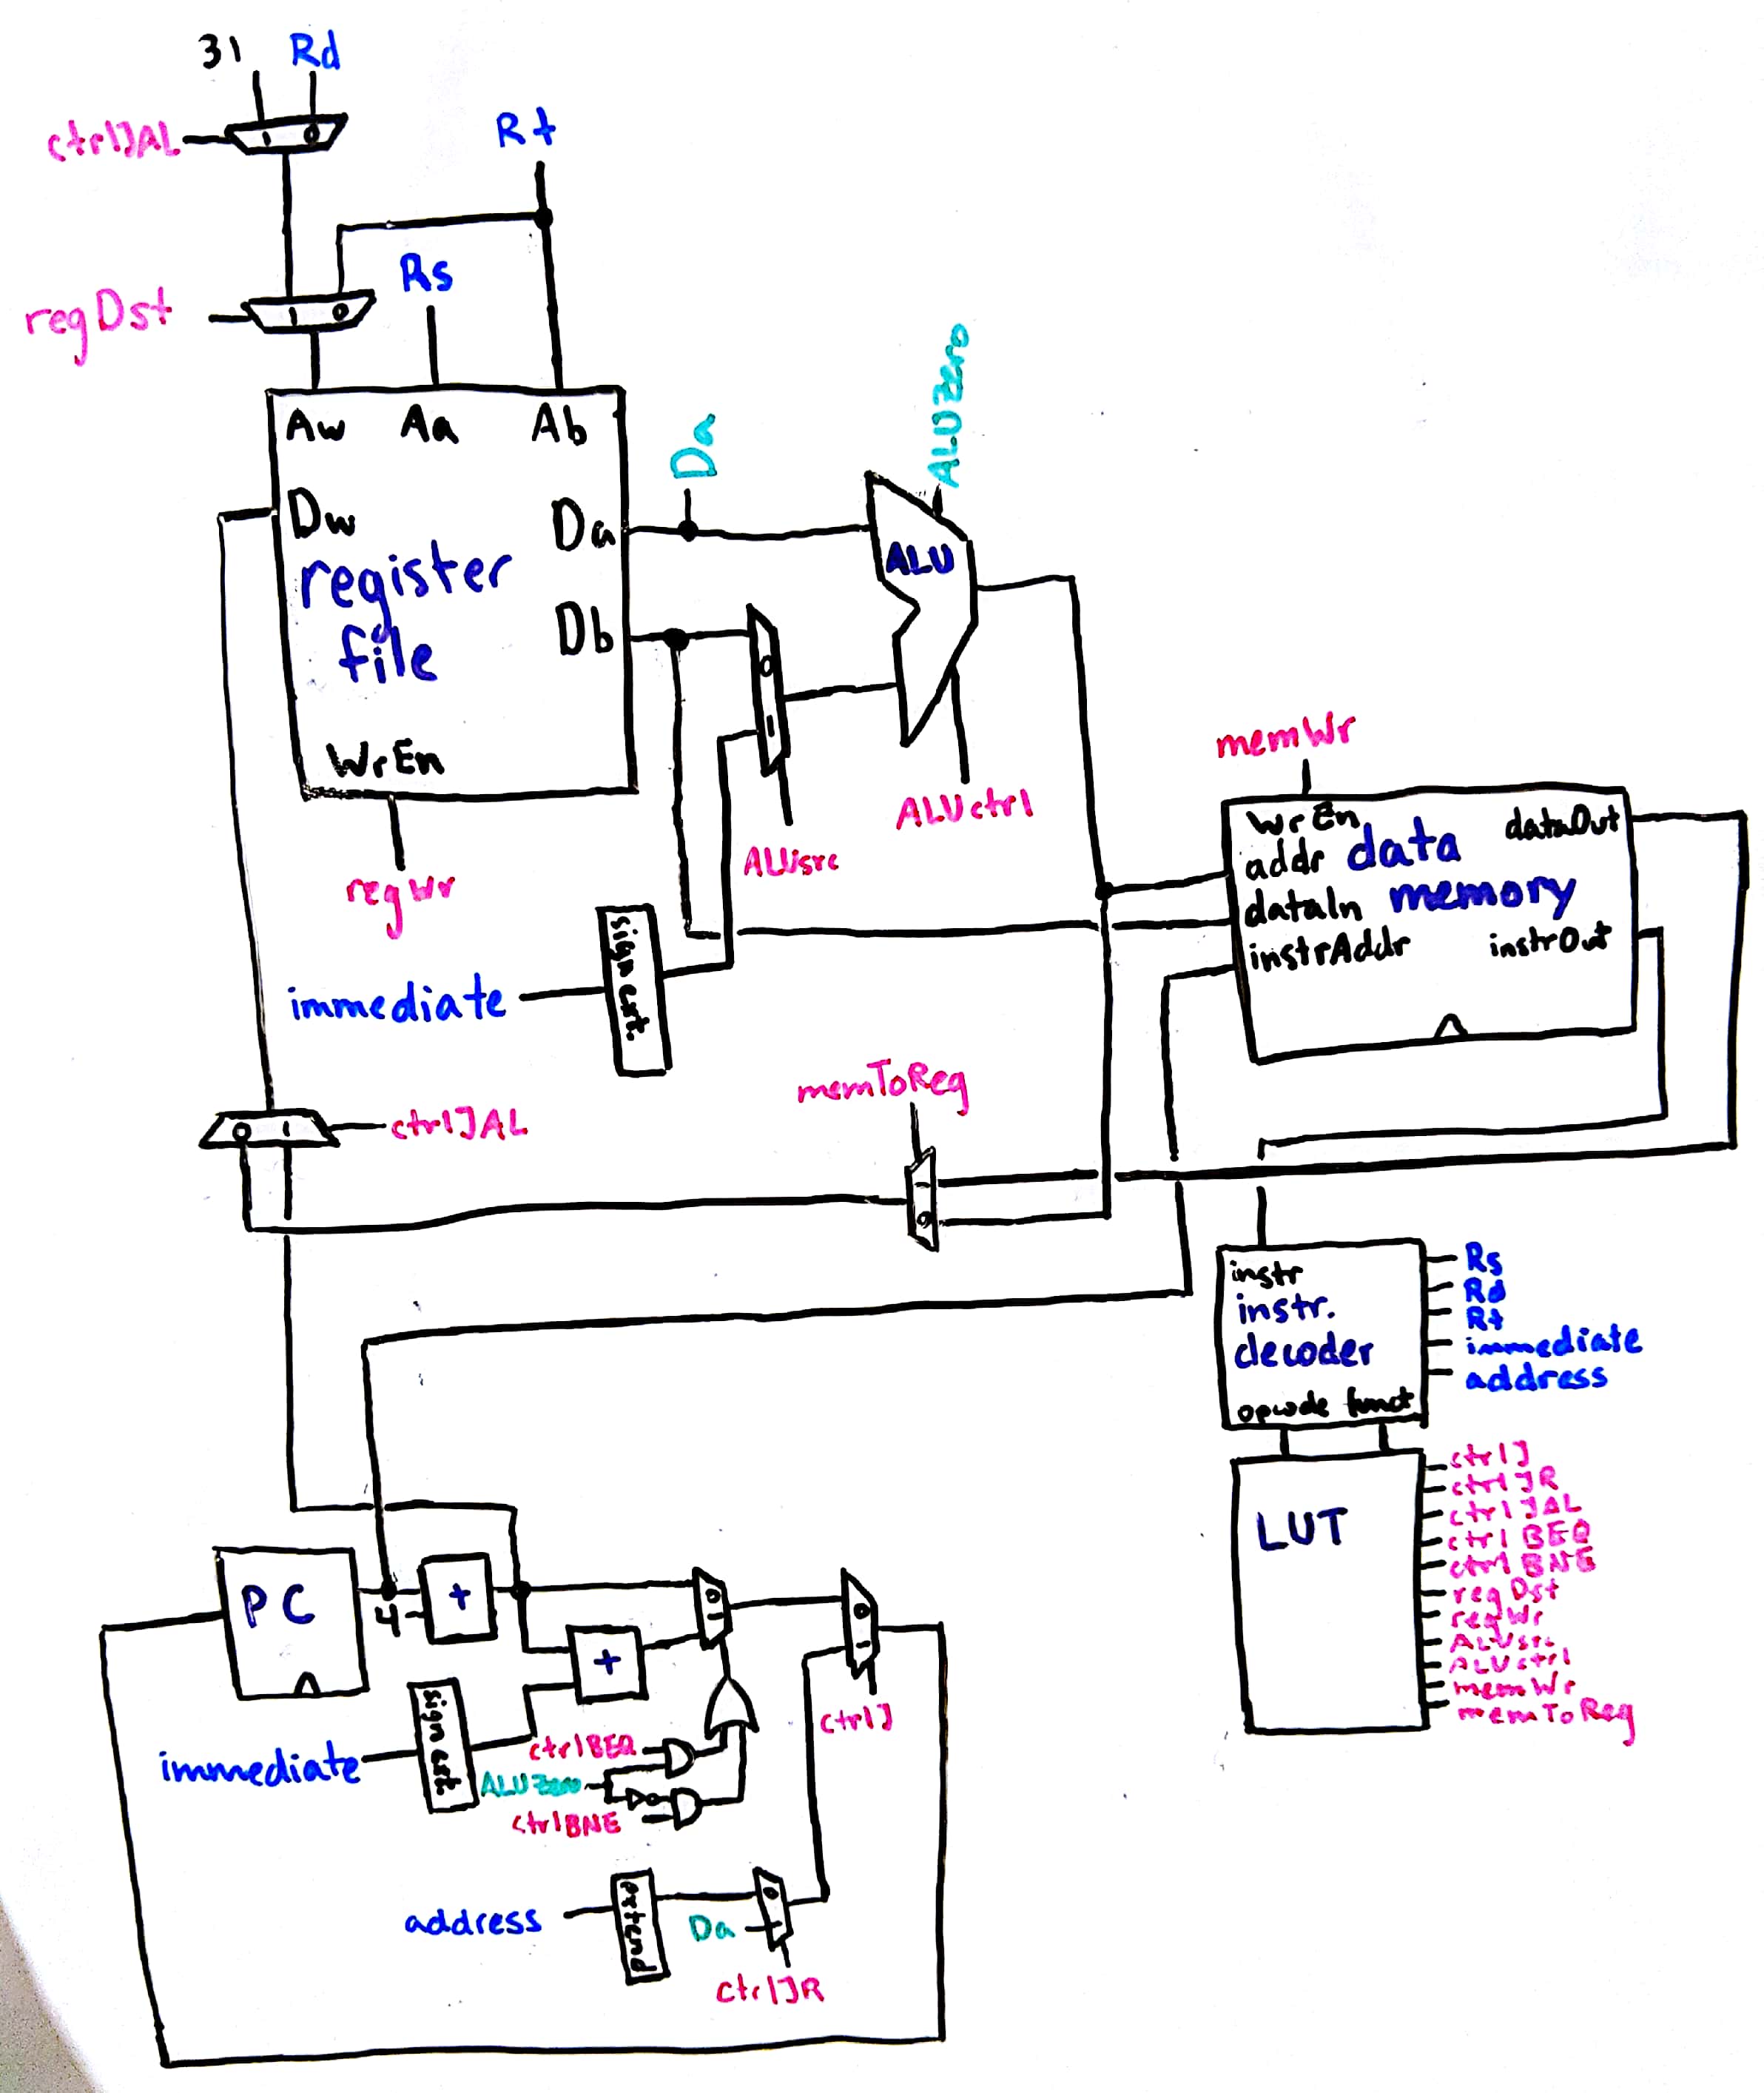 31 Rd
ctrlJAL
1 0
Rt
Rs
regDst
1 0
Aw Aa Ab
Dw Da
register
file
Db
WrEn
regWr
Da
ALUZero
ALU
0
1
ALUsrc
ALUctrl
sign ext.
immediate
memWr
WrEn dataOut
addr data
dataIn memory
instrAddr instrOut
memToReg
1
0
0 1
ctrlJAL
instr
instr.
decoder
opcode funct
Rs
Rd
Rt
immediate
address
LUT
ctrlJ
ctrlJR
ctrlJAL
ctrlBEQ
ctrlBNE
regDst
regWr
ALUsrc
ALUctrl
memWr
memToReg
PC
4
+
+
0
1
0
1
ctrlJ
sign ext.
immediate
ctrlBEQ
ALUZero
ctrlBNE
address
extend
0
1
Da
ctrlJR